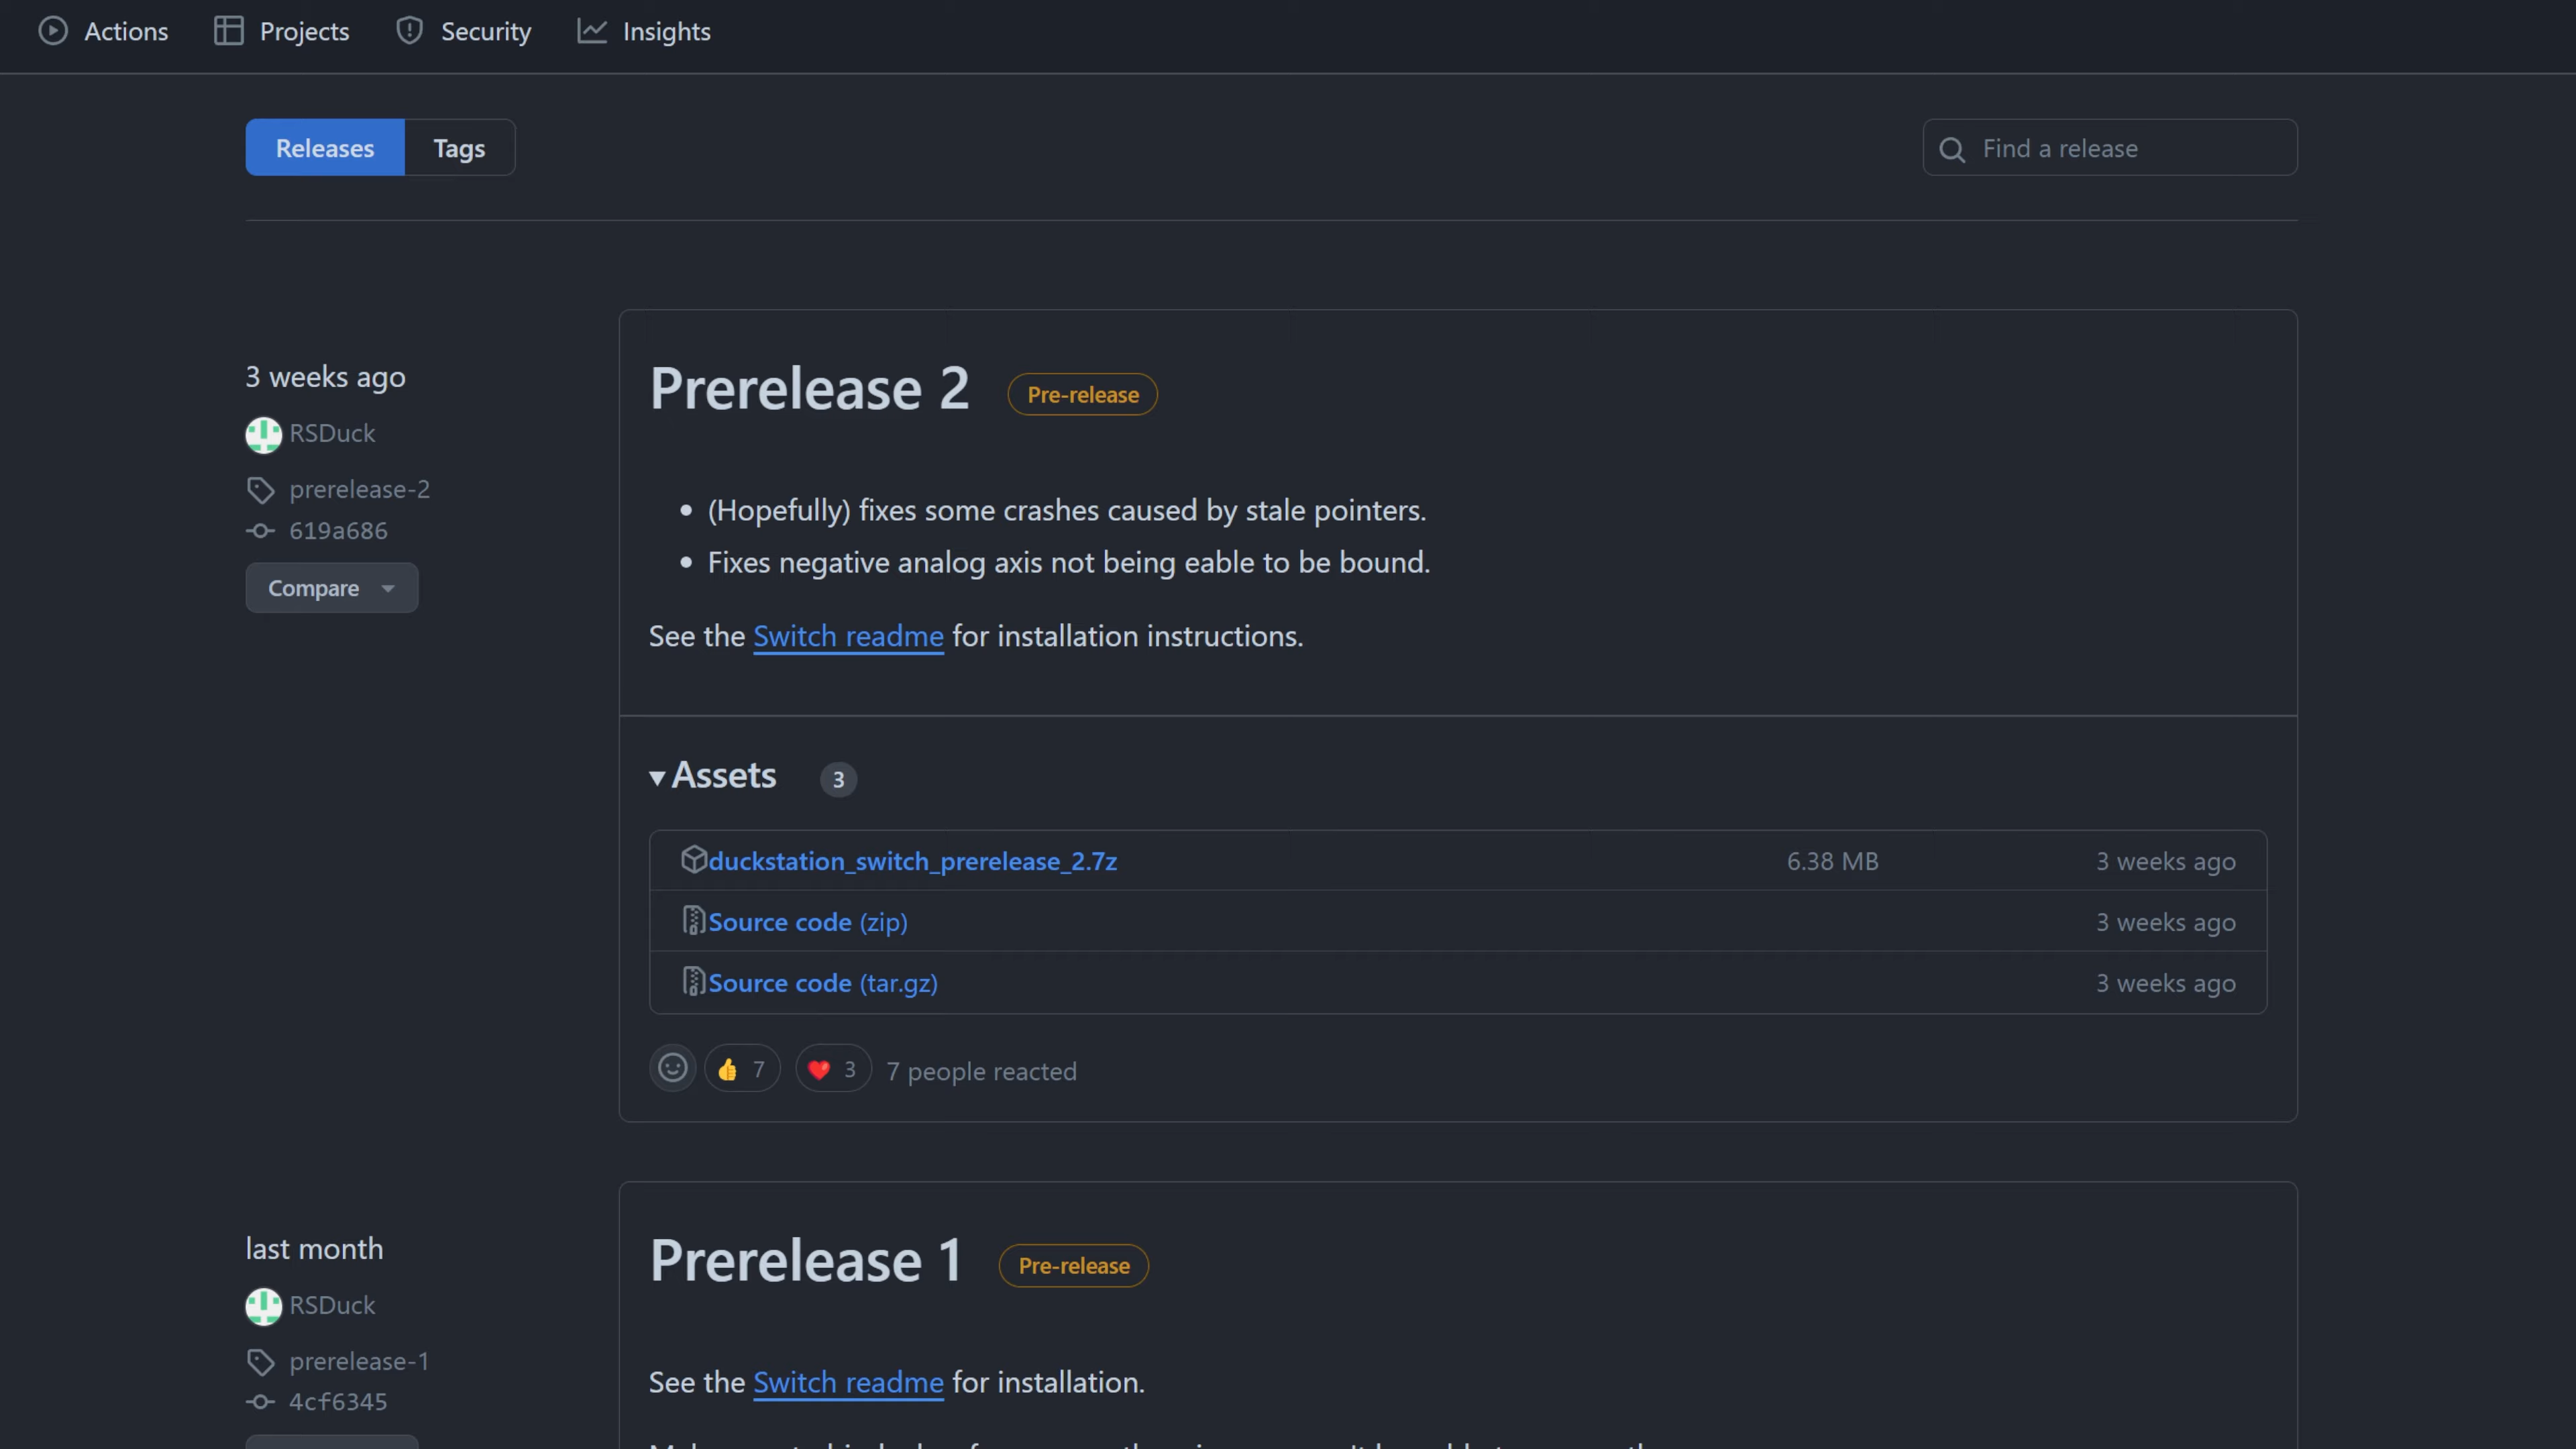 Actions Projects Security Insights
Releases Tags Find a release
3 weeks ago
RSDuck
prerelease-2
619a686
Compare
Prerelease 2 Pre-release
• (Hopefully) fixes some crashes caused by stale pointers.
• Fixes negative analog axis not being eable to be bound.
See the Switch readme for installation instructions.
Assets 3
duckstation_switch_prerelease_2.7z 6.38 MB 3 weeks ago
Source code (zip) 3 weeks ago
Source code (tar.gz) 3 weeks ago
👍 7 ❤️ 3 7 people reacted
last month
RSDuck
prerelease-1
4cf6345
Prerelease 1 Pre-release
See the Switch readme for installation.